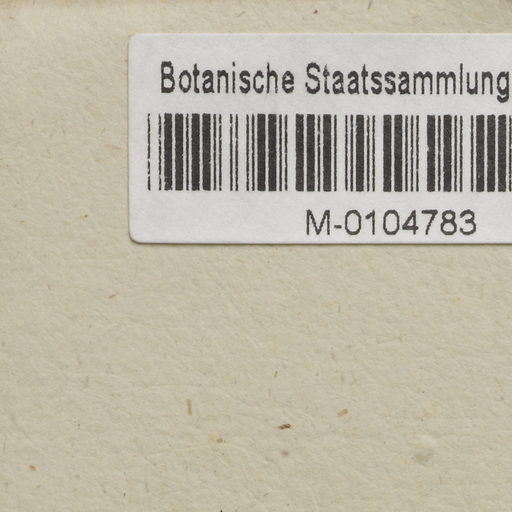 Botanische Staatssammlung
M-0104783